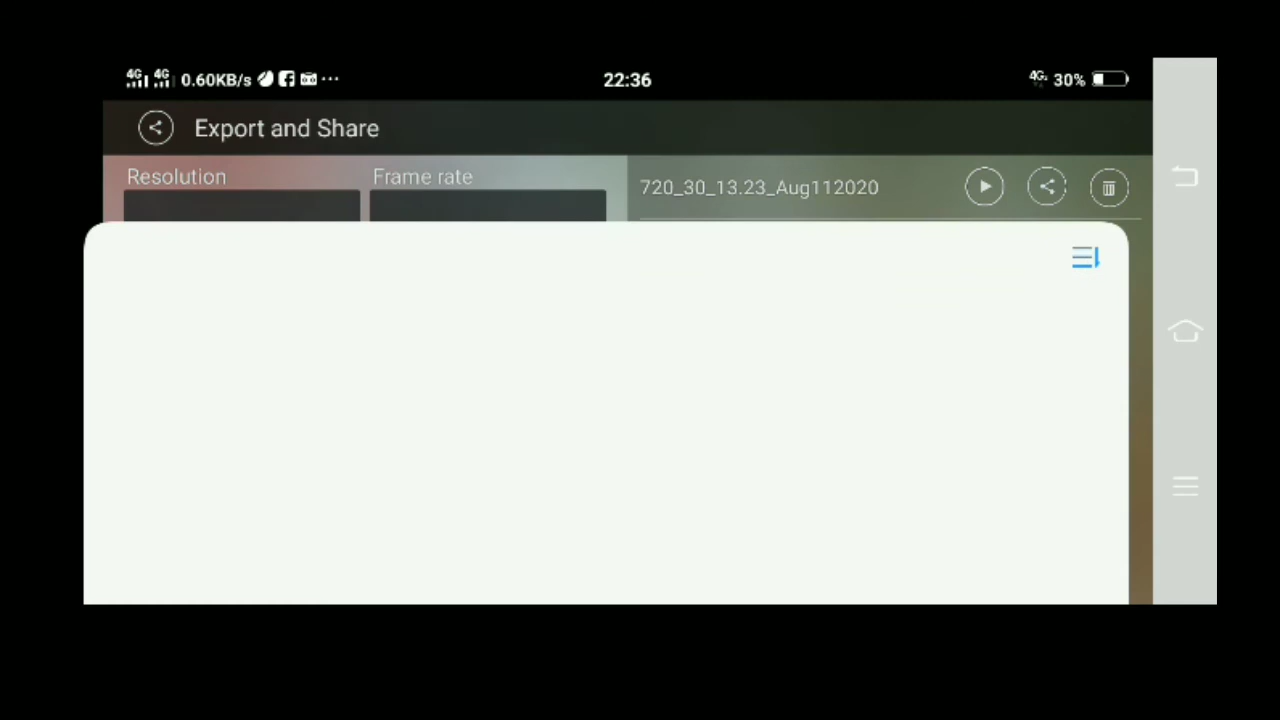 4G 4G 0.60KB/s 22:36 4G 30%
Export and Share
Resolution Frame rate 720_30_13.23_Aug112020